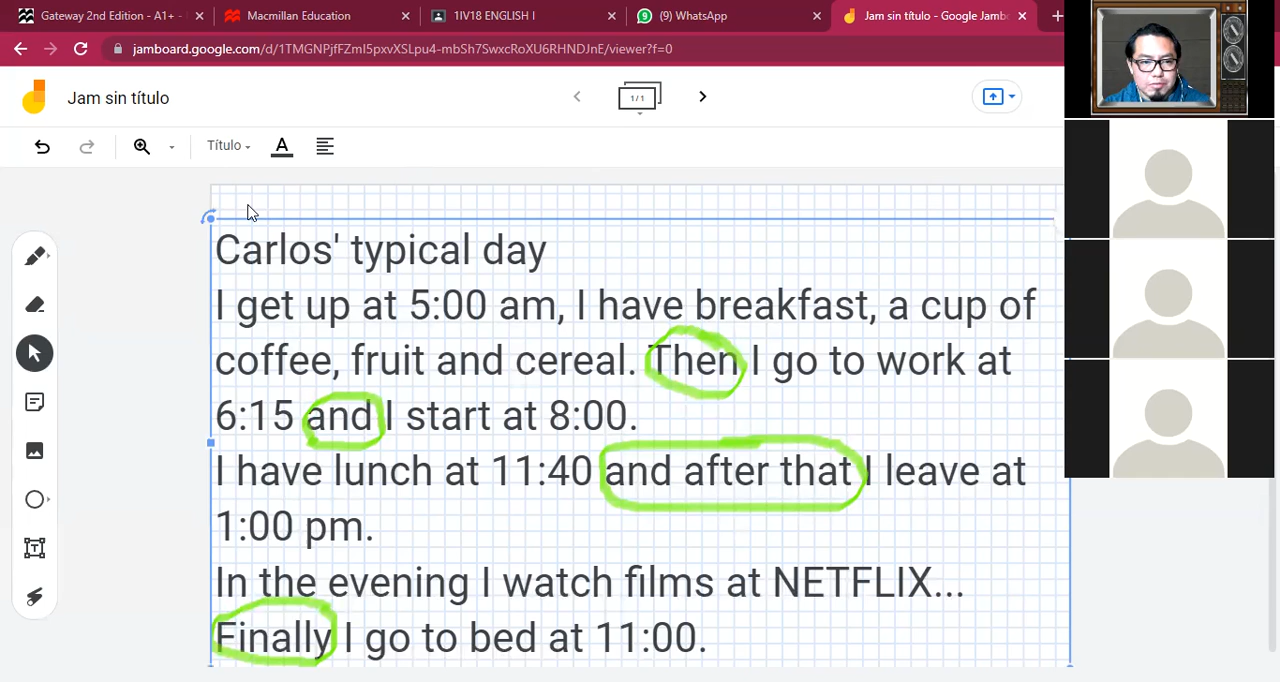 Gateway 2nd Edition - A1+ -
Macmillan Education
1IV18 ENGLISH I
9
(9) WhatsApp
Jam sin título - Google Jamb
jamboard.google.com/d/1TMGNPjfFZmI5pxvXSLpu4-mbSh7SwxcRoXU6RHNDJnE/viewer?f=0
Jam sin título
1/1
Título
A
Carlos' typical day
I get up at 5:00 am, I have breakfast, a cup of
coffee, fruit and cereal. Then I go to work at
6:15 and I start at 8:00.
I have lunch at 11:40 and after that I leave at
1:00 pm.
In the evening I watch films at NETFLIX...
Finally I go to bed at 11:00.